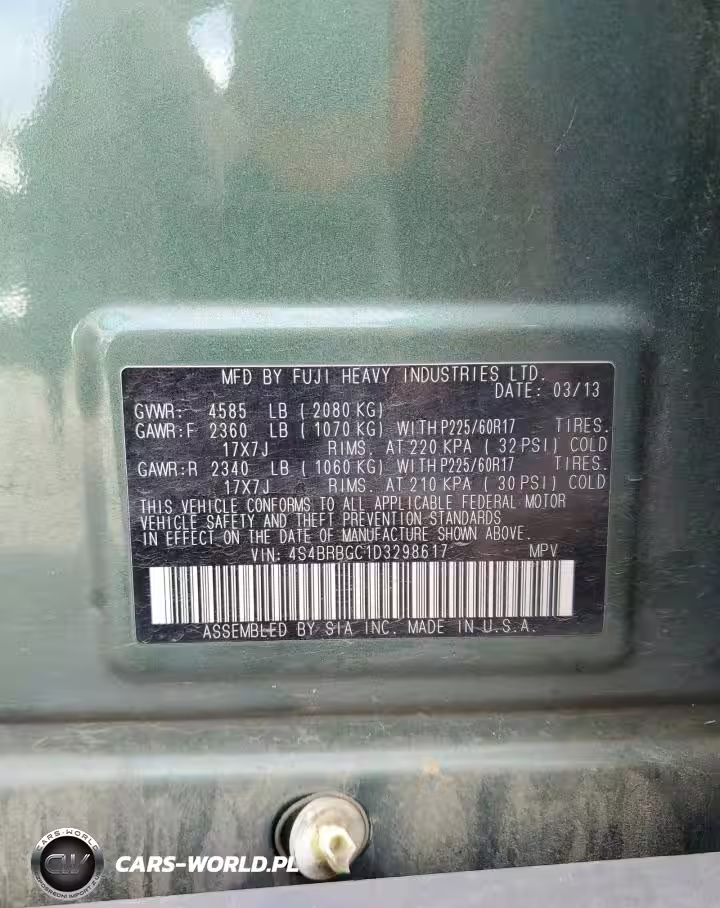 MFD BY FUJI HEAVY INDUSTRIES LTD.
DATE: 03/13
GVWR: 4585 LB ( 2080 KG)
GAWR:F 2360 LB ( 1070 KG) WITH P225/60R17 TIRES.
17X7J RIMS. AT 220 KPA ( 32 PSI) COLD
GAWR:R 2340 LB ( 1060 KG) WITH P225/60R17 TIRES.
17X7J RIMS. AT 210 KPA ( 30 PSI) COLD
THIS VEHICLE CONFORMS TO ALL APPLICABLE FEDERAL MOTOR
VEHICLE SAFETY AND THEFT PREVENTION STANDARDS
IN EFFECT ON THE DATE OF MANUFACTURE SHOWN ABOVE.
VIN: 4S4BRBGC1D3298617 MPV
ASSEMBLED BY SIA INC. MADE IN U.S.A.
CARS-WORLD
CW
CARS-WORLD.PL